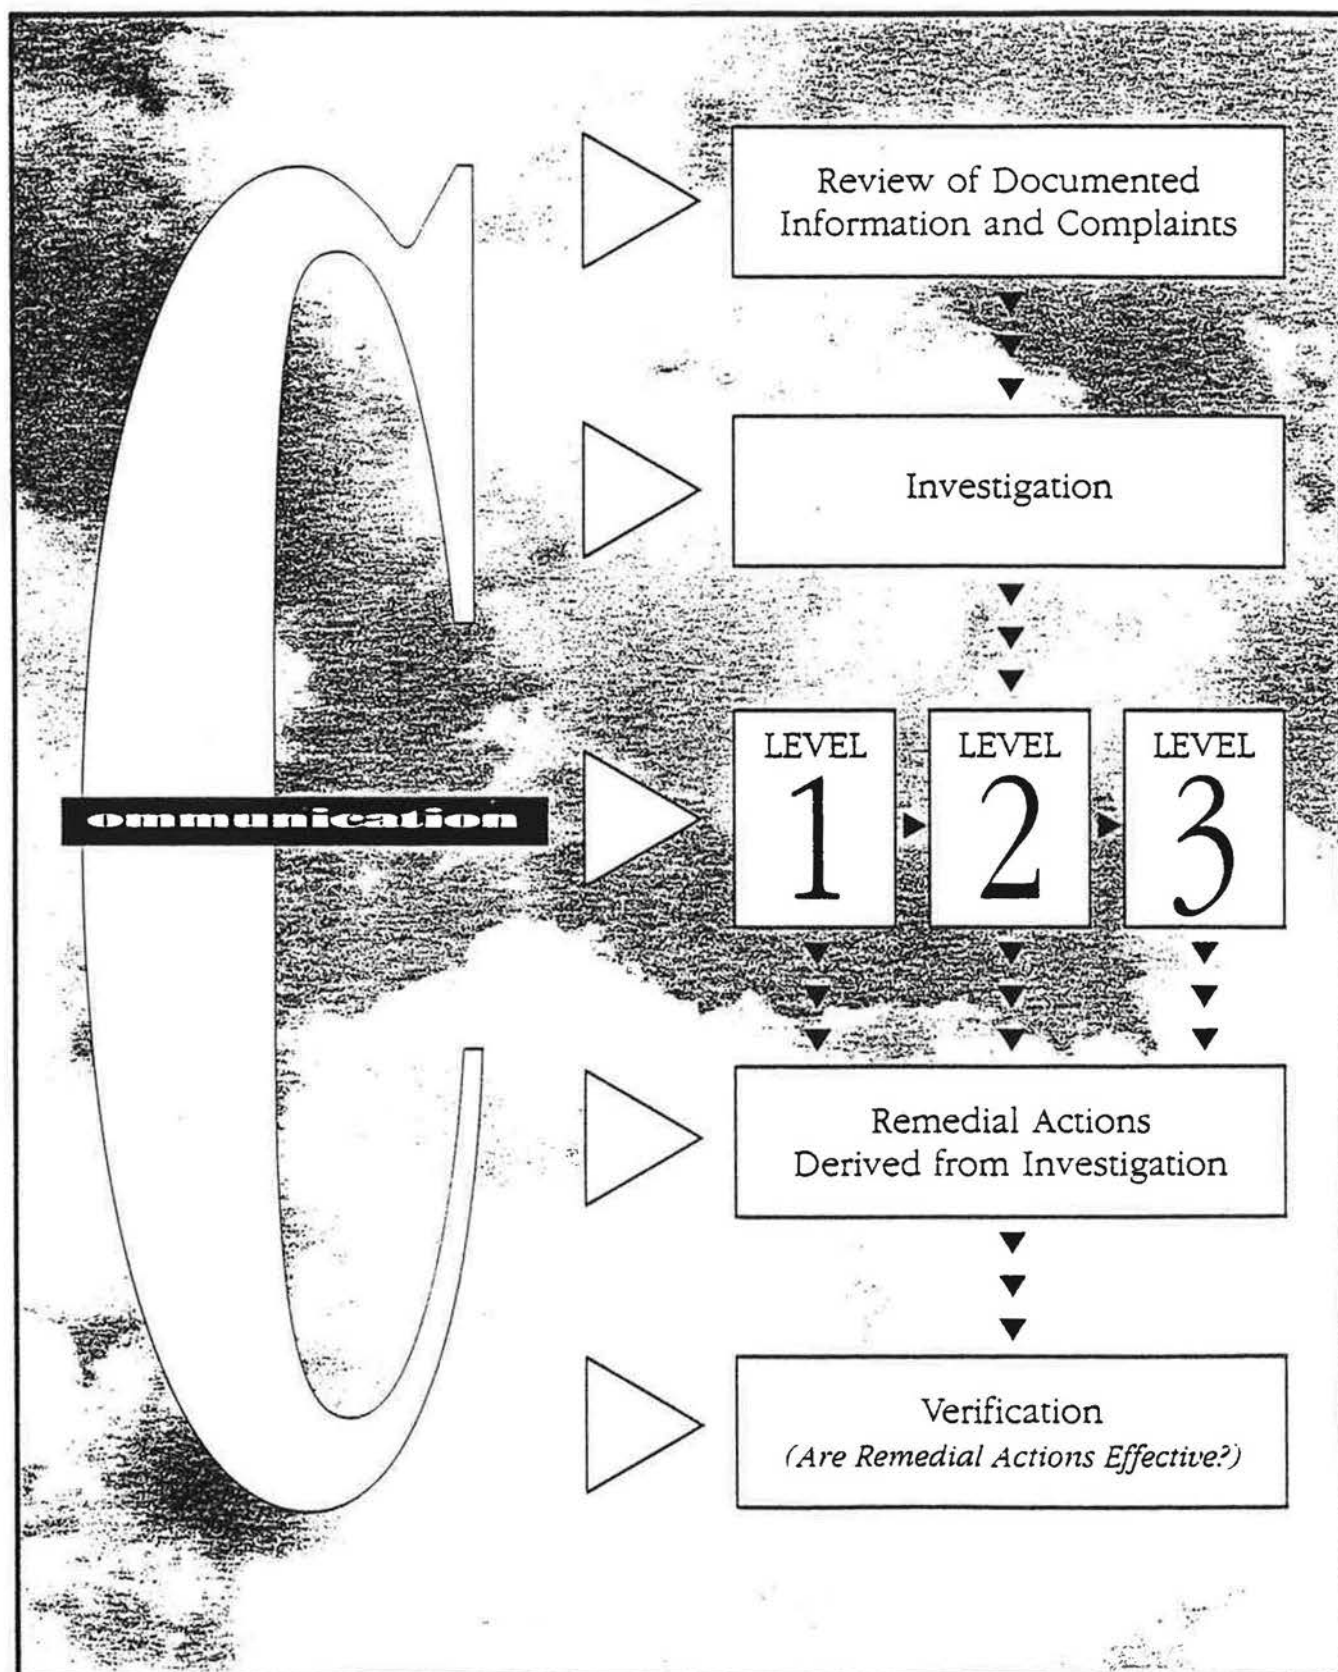 Review of Documented
Information and Complaints
Investigation
LEVEL
1
LEVEL
2
LEVEL
3
Communication
Remedial Actions
Derived from Investigation
Verification
(Are Remedial Actions Effective?)